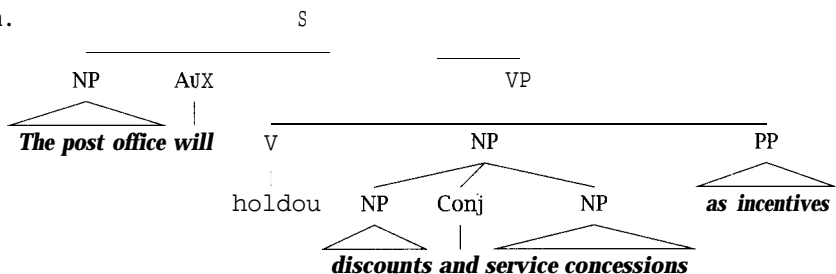 a. S
NP AUX VP
The post office will V NP PP
holdou NP Conj NP as incentives
discounts and service concessions